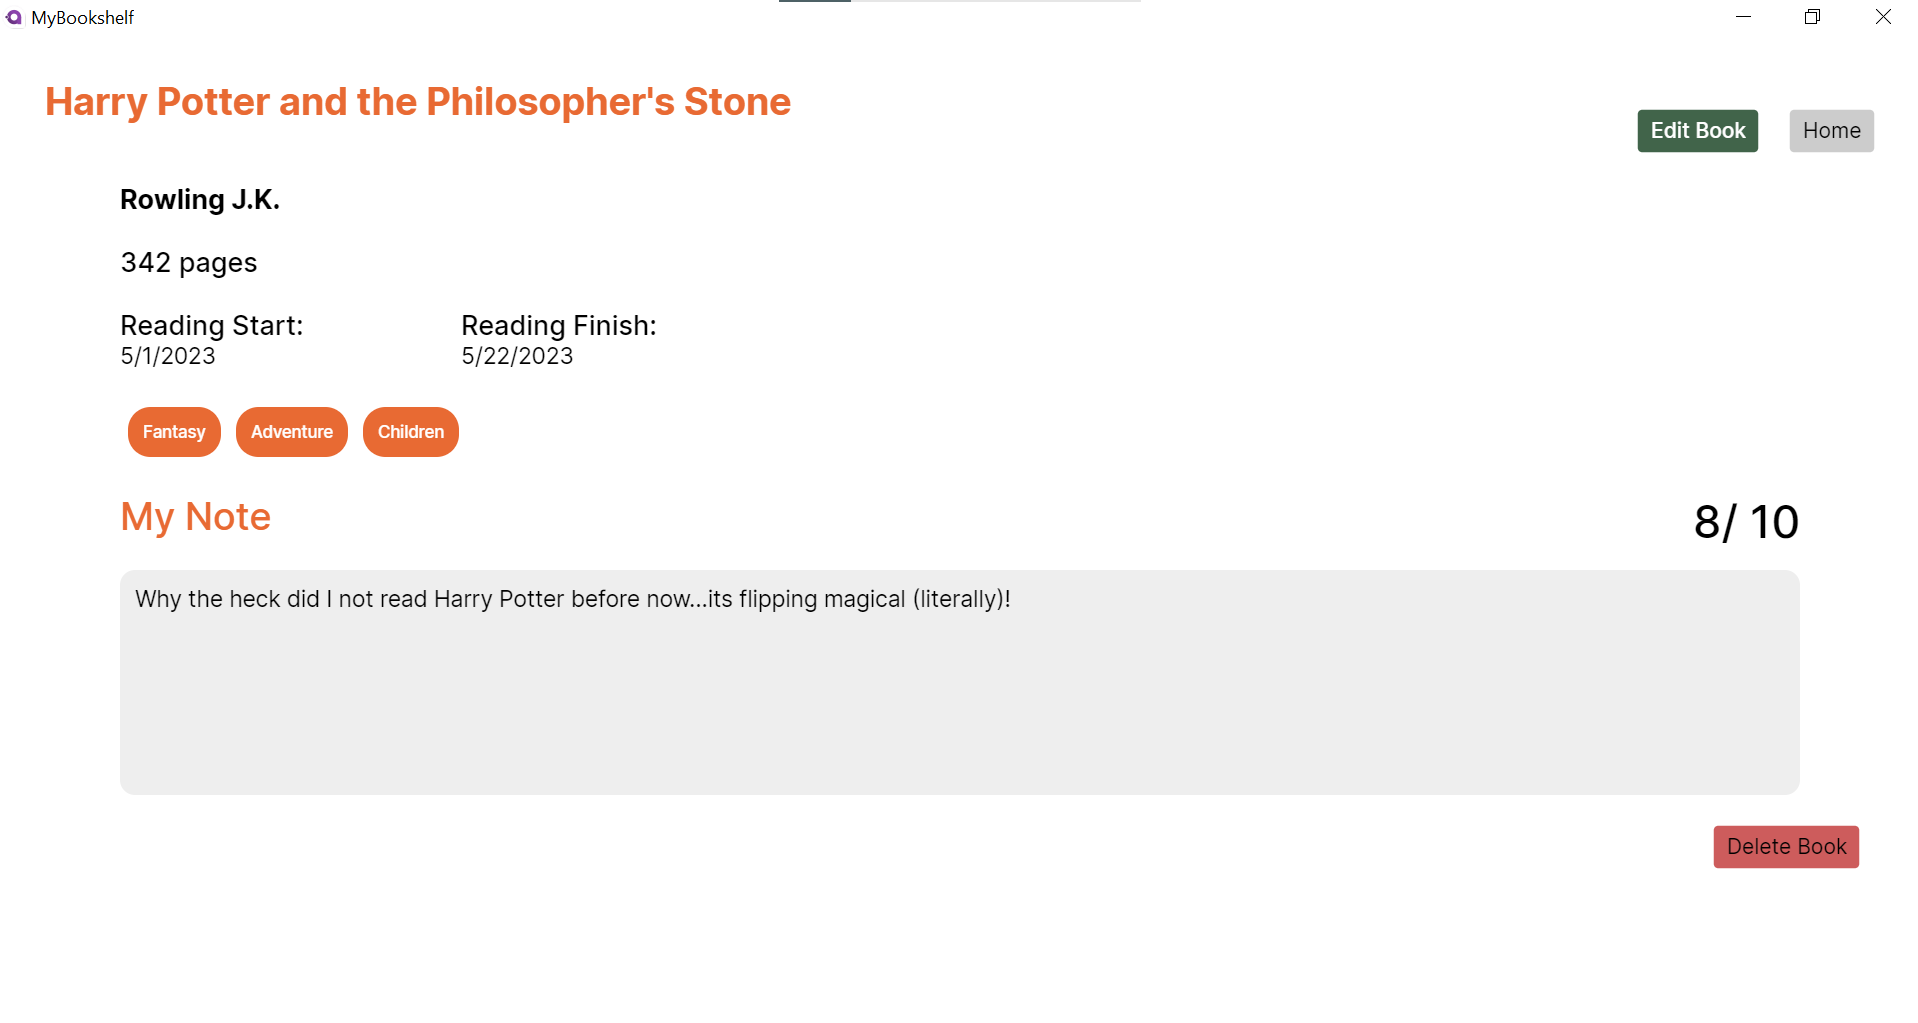 MyBookshelf
Harry Potter and the Philosopher's Stone
Edit Book
Home
Rowling J.K.
342 pages
Reading Start:
5/1/2023
Reading Finish:
5/22/2023
Fantasy
Adventure
Children
My Note
8/ 10
Why the heck did I not read Harry Potter before now...its flipping magical (literally)!
Delete Book